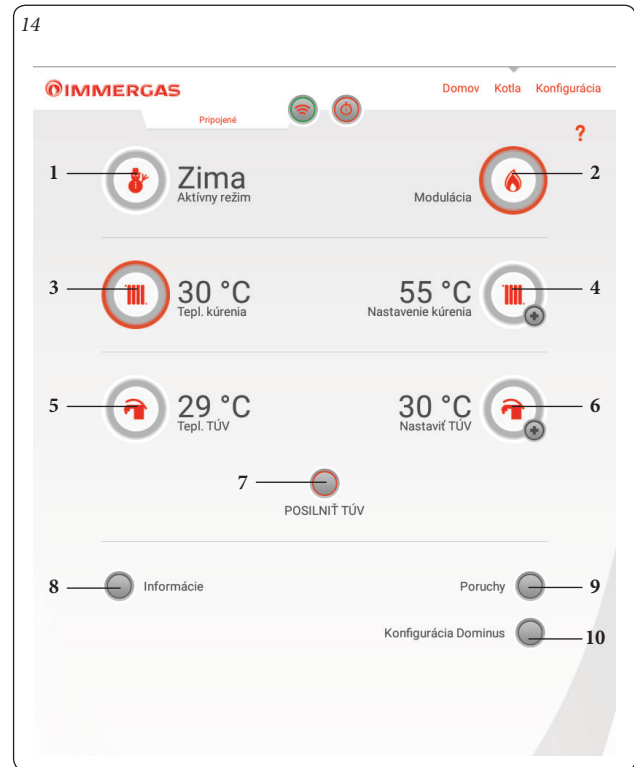 14
IMMERGAS
Domov Kotla Konfigurácia
Pripojené
?
1 Zima 2
Aktívny režim Modulácia
3 30 °C 55 °C 4
Tepl. kúrenia Nastavenie kúrenia
5 29 °C 30 °C 6
Tepl. TÚV Nastaviť TÚV
7
POSILNIŤ TÚV
8 Informácie Poruchy 9
Konfigurácia Dominus 10